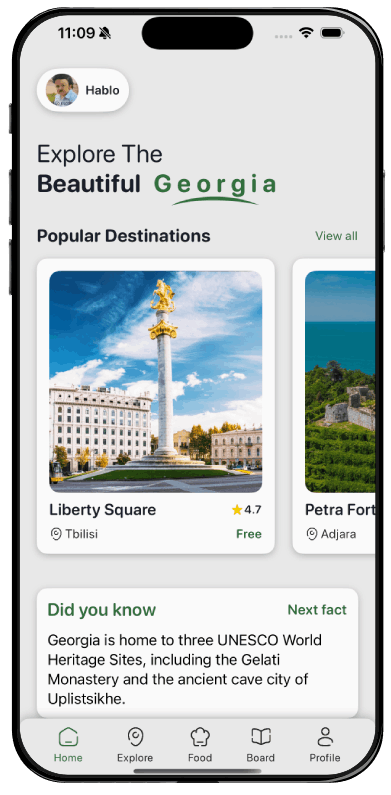 11:09
Hablo
Explore The
Beautiful Georgia
Popular Destinations View all
Liberty Square 4.7
Tbilisi Free
Petra Fort
Adjara
Did you know Next fact
Georgia is home to three UNESCO World
Heritage Sites, including the Gelati
Monastery and the ancient cave city of
Uplistsikhe.
Home Explore Food Board Profile